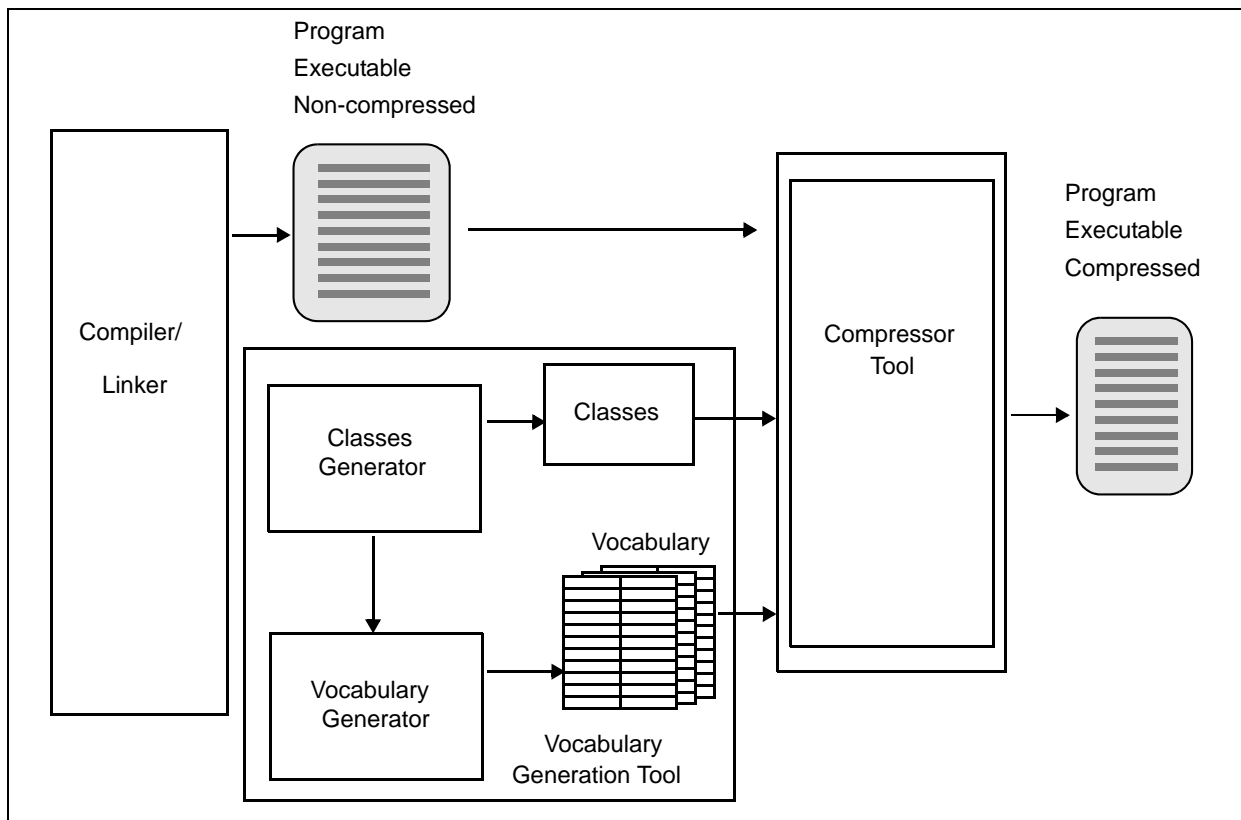 Program
Executable
Non-compressed
Program
Executable
Compressed
Compiler/
Linker
Compressor
Tool
Classes
Classes
Generator
Vocabulary
Vocabulary
Generator
Vocabulary
Generation Tool